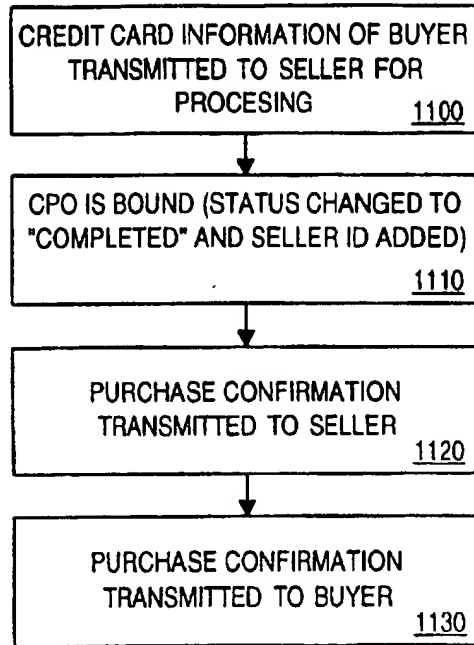 CREDIT CARD INFORMATION OF BUYER
TRANSMITTED TO SELLER FOR
PROCESING
1100
CPO IS BOUND (STATUS CHANGED TO
"COMPLETED" AND SELLER ID ADDED)
1110
PURCHASE CONFIRMATION
TRANSMITTED TO SELLER
1120
PURCHASE CONFIRMATION
TRANSMITTED TO BUYER
1130